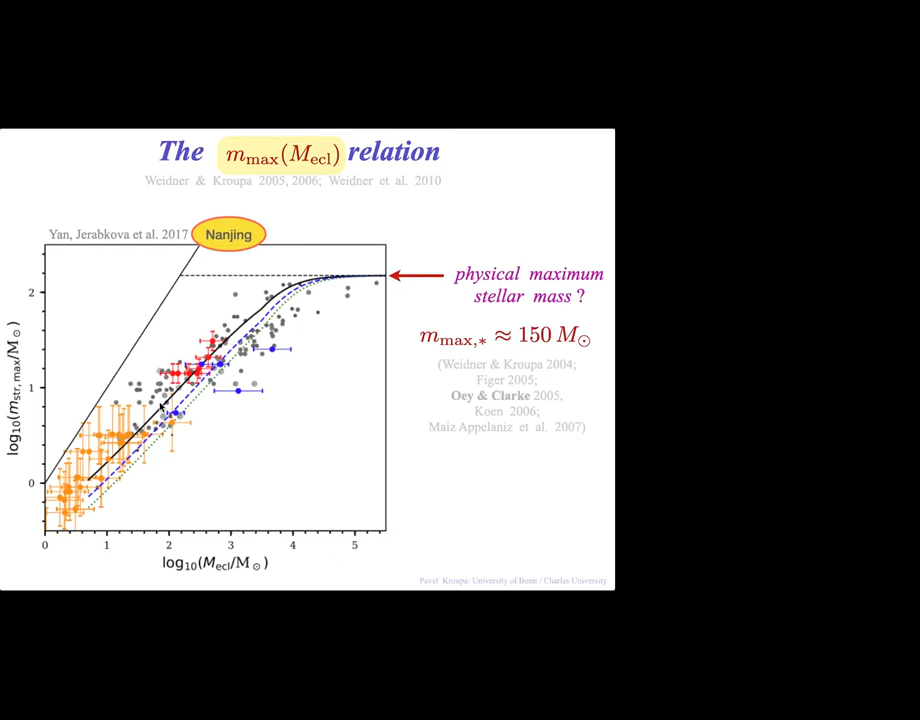 The m_max(M_ecl) relation
Weidner & Kroupa 2005, 2006; Weidner et al. 2010
Yan, Jerabkova et al. 2017
Nanjing
physical maximum
stellar mass ?
m_max,* ≈ 150 M_⊙
(Weidner & Kroupa 2004;
Figer 2005;
Oey & Clarke 2005,
Koen 2006;
Maiz Appelaniz et al. 2007)
log₁₀(m_str,max/M_⊙)
2
1
0
0 1 2 3 4 5
log₁₀(M_ecl/M_⊙)
Pavel Kroupa: University of Bonn / Charles University